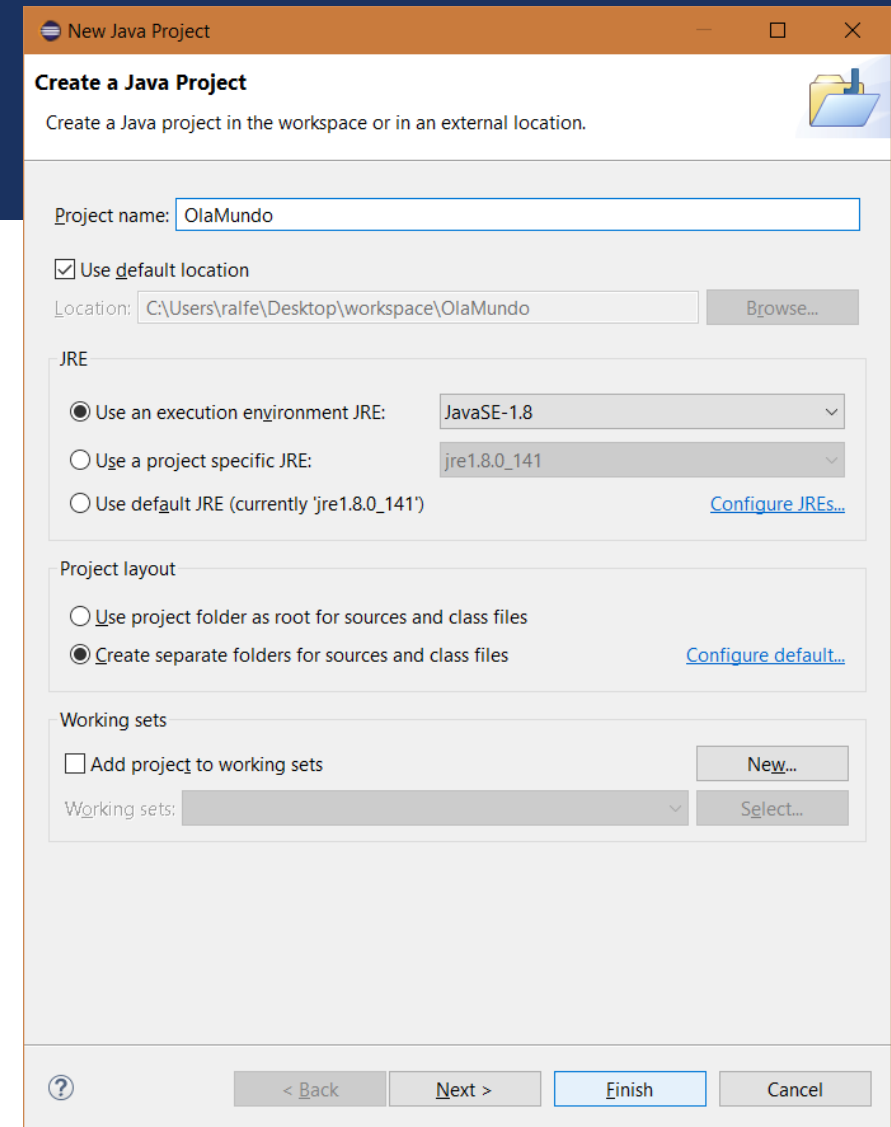 New Java Project
Create a Java Project
Create a Java project in the workspace or in an external location.
Project name: OlaMundo
Use default location
Location: C:\Users\ralfe\Desktop\workspace\OlaMundo Browse...
JRE
Use an execution environment JRE: JavaSE-1.8
Use a project specific JRE: jre1.8.0_141
Use default JRE (currently 'jre1.8.0_141') Configure JREs...
Project layout
Use project folder as root for sources and class files
Create separate folders for sources and class files Configure default...
Working sets
Add project to working sets New...
Working sets: Select...
? < Back Next > Finish Cancel